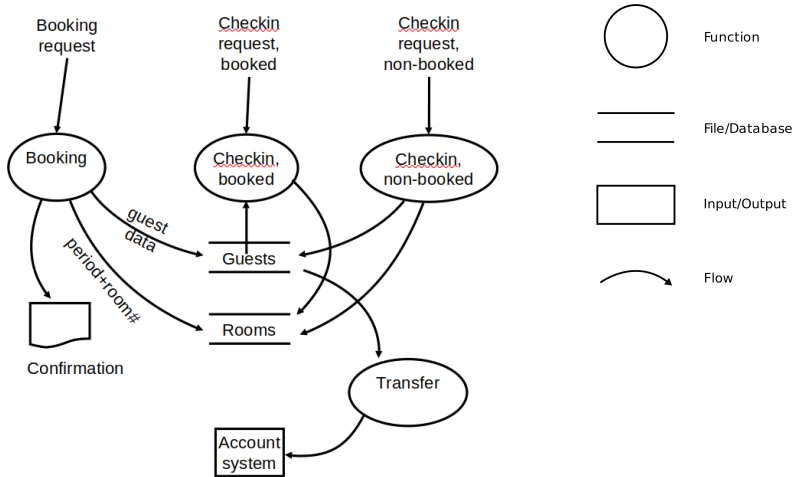 Booking
request
Checkin
request,
booked
Checkin
request,
non-booked
Function
Booking
Checkin,
booked
Checkin,
non-booked
File/Database
Input/Output
guest
data
period+room#
Guests
Flow
Rooms
Confirmation
Transfer
Account
system